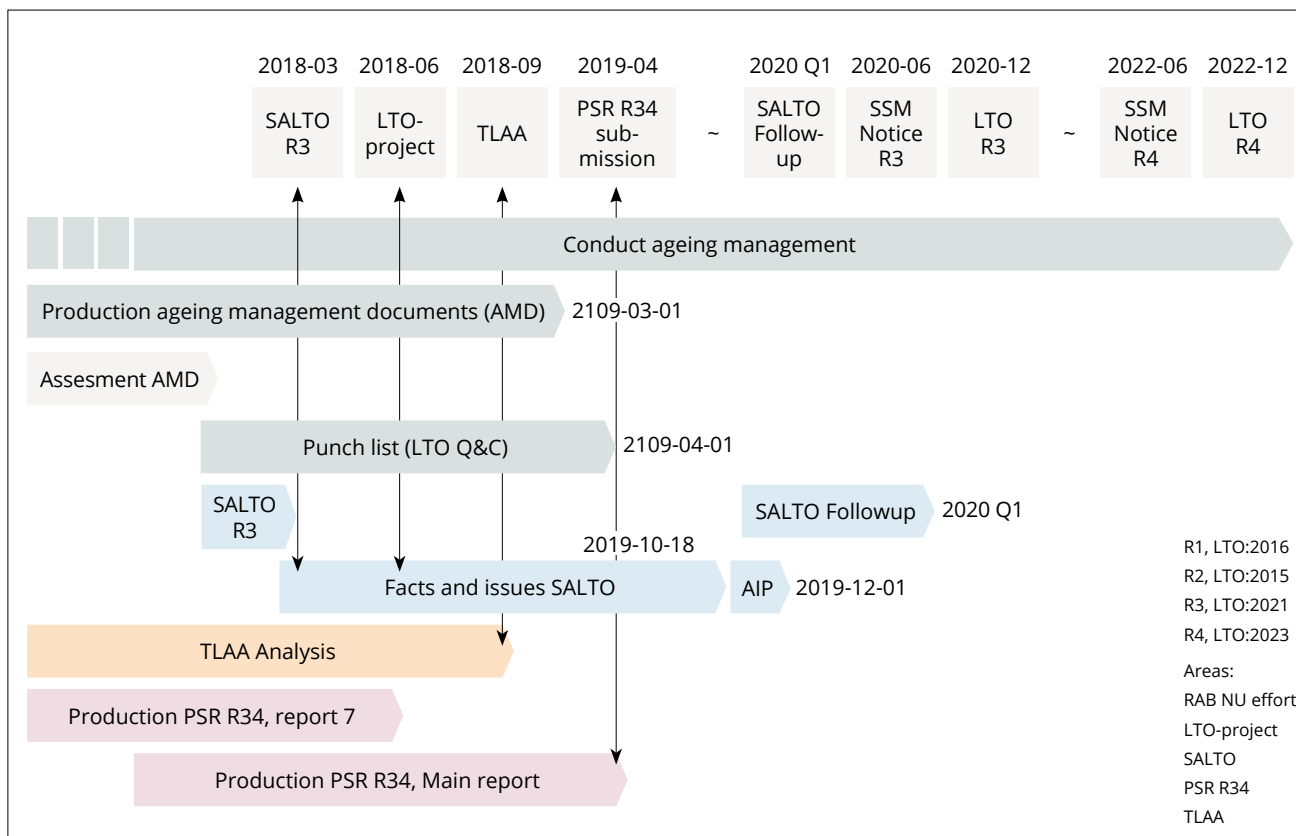 2018-03
2018-06
2018-09
2019-04
2020 Q1
2020-06
2020-12
2022-06
2022-12
SALTO
R3
LTO-
project
TLAA
PSR R34
sub-
mission
~
SALTO
Follow-
up
SSM
Notice
R3
LTO
R3
~
SSM
Notice
R4
LTO
R4
Conduct ageing management
Production ageing management documents (AMD)
2109-03-01
Assesment AMD
Punch list (LTO Q&C)
2109-04-01
SALTO
R3
SALTO Followup
2020 Q1
2019-10-18
Facts and issues SALTO
AIP
2019-12-01
TLAA Analysis
Production PSR R34, report 7
Production PSR R34, Main report
R1, LTO:2016
R2, LTO:2015
R3, LTO:2021
R4, LTO:2023
Areas:
RAB NU effort
LTO-project
SALTO
PSR R34
TLAA